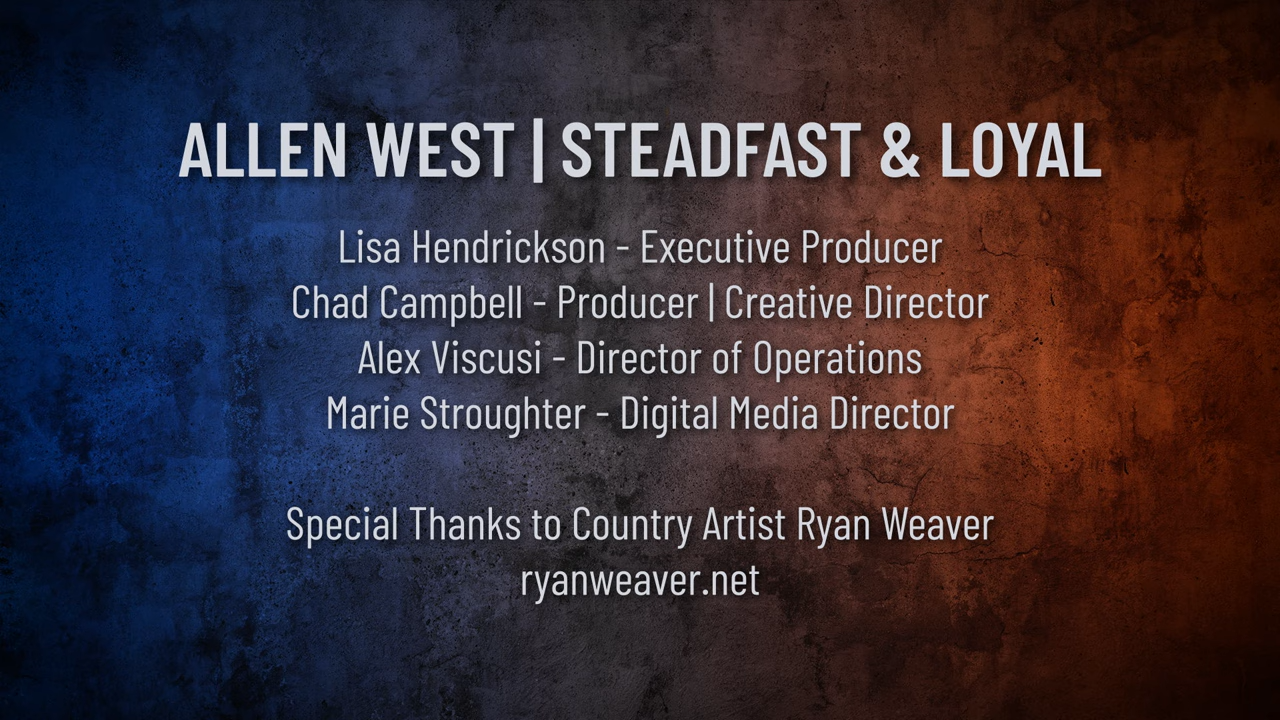 ALLEN WEST | STEADFAST & LOYAL
Lisa Hendrickson - Executive Producer
Chad Campbell - Producer | Creative Director
Alex Viscusi - Director of Operations
Marie Stroughter - Digital Media Director
Special Thanks to Country Artist Ryan Weaver
ryanweaver.net